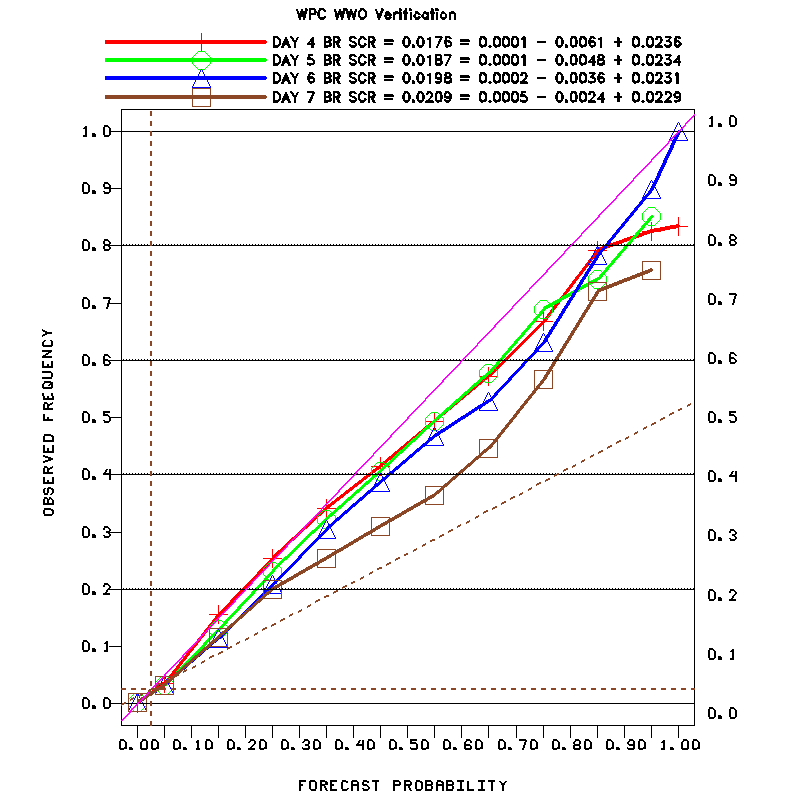 WPC WWO Verification
DAY 4 BR SCR = 0.0176 = 0.0001 - 0.0061 + 0.0236
DAY 5 BR SCR = 0.0187 = 0.0001 - 0.0048 + 0.0234
DAY 6 BR SCR = 0.0198 = 0.0002 - 0.0036 + 0.0231
DAY 7 BR SCR = 0.0209 = 0.0005 - 0.0024 + 0.0229
1.0
0.9
0.8
0.7
0.6
0.5
0.4
0.3
0.2
0.1
0.0
OBSERVED FREQUENCY
1.0
0.9
0.8
0.7
0.6
0.5
0.4
0.3
0.2
0.1
0.0
0.00 0.10 0.20 0.30 0.40 0.50 0.60 0.70 0.80 0.90 1.00
FORECAST PROBABILITY